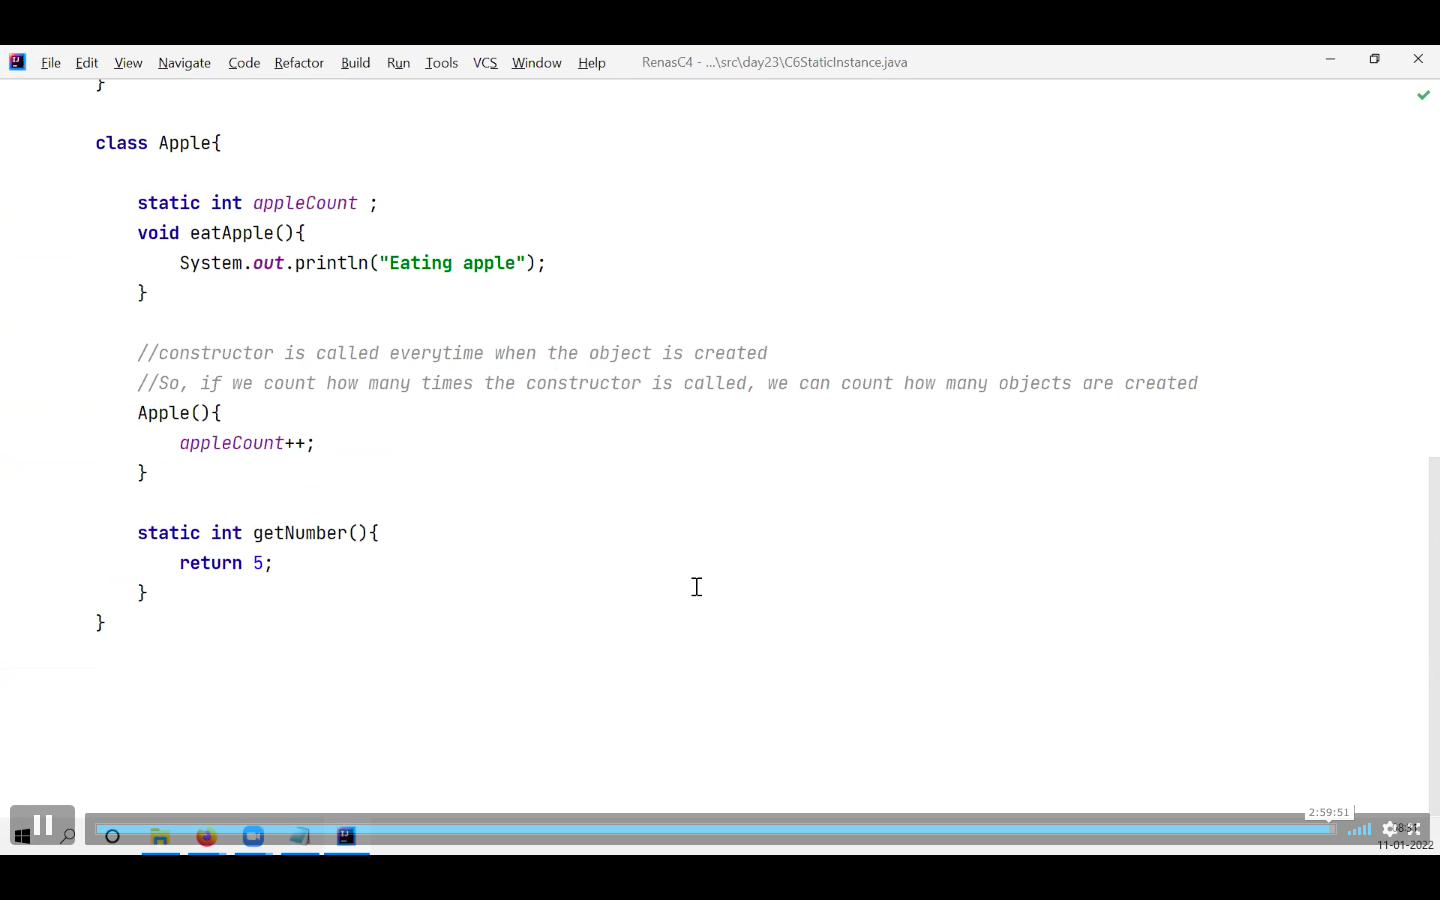 File Edit View Navigate Code Refactor Build Run Tools VCS Window Help RenasC4 - ...\src\day23\C6StaticInstance.java
}
class Apple{
static int appleCount ;
void eatApple(){
System.out.println("Eating apple");
}
//constructor is called everytime when the object is created
//So, if we count how many times the constructor is called, we can count how many objects are created
Apple(){
appleCount++;
}
static int getNumber(){
return 5;
}
}
2:59:51
11-01-2022